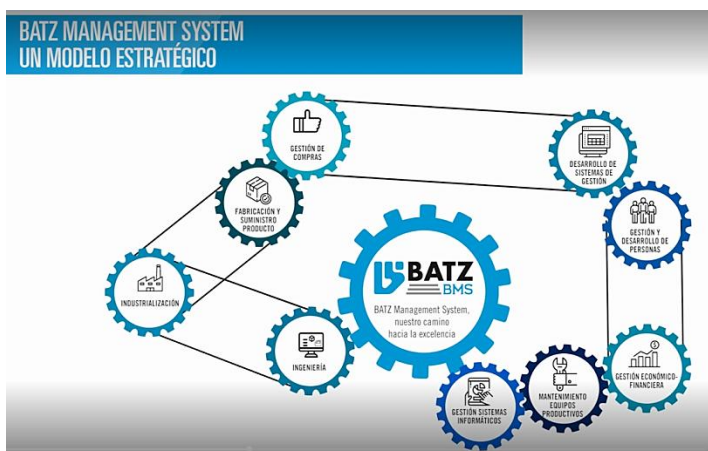 BATZ MANAGEMENT SYSTEM
UN MODELO ESTRATÉGICO
GESTIÓN DE
COMPRAS
DESARROLLO DE
SISTEMAS DE
GESTIÓN
FABRICACIÓN Y
SUMINISTRO
PRODUCTO
GESTIÓN Y
DESARROLLO DE
PERSONAS
BATZ
BMS
BATZ Management System,
nuestro camino
hacia la excelencia
INDUSTRIALIZACIÓN
INGENIERÍA
GESTIÓN ECONÓMICO-
FINANCIERA
MANTENIMIENTO
EQUIPOS
PRODUCTIVOS
GESTIÓN SISTEMAS
INFORMÁTICOS